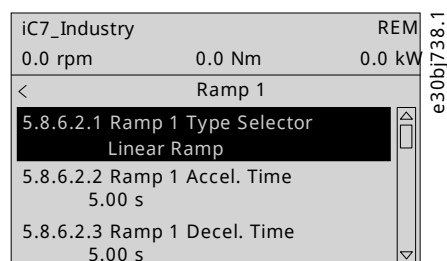 iC7_Industry REM
0.0 rpm 0.0 Nm 0.0 kW
< Ramp 1
5.8.6.2.1 Ramp 1 Type Selector
Linear Ramp
5.8.6.2.2 Ramp 1 Accel. Time
5.00 s
5.8.6.2.3 Ramp 1 Decel. Time
5.00 s
e30bj738.1